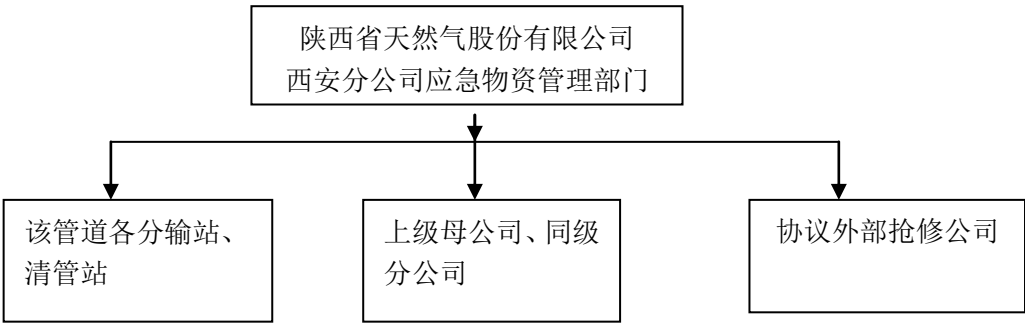 陕西省天然气股份有限公司
西安分公司应急物资管理部门
该管道各分输站、
清管站
上级母公司、同级
分公司
协议外部抢修公司